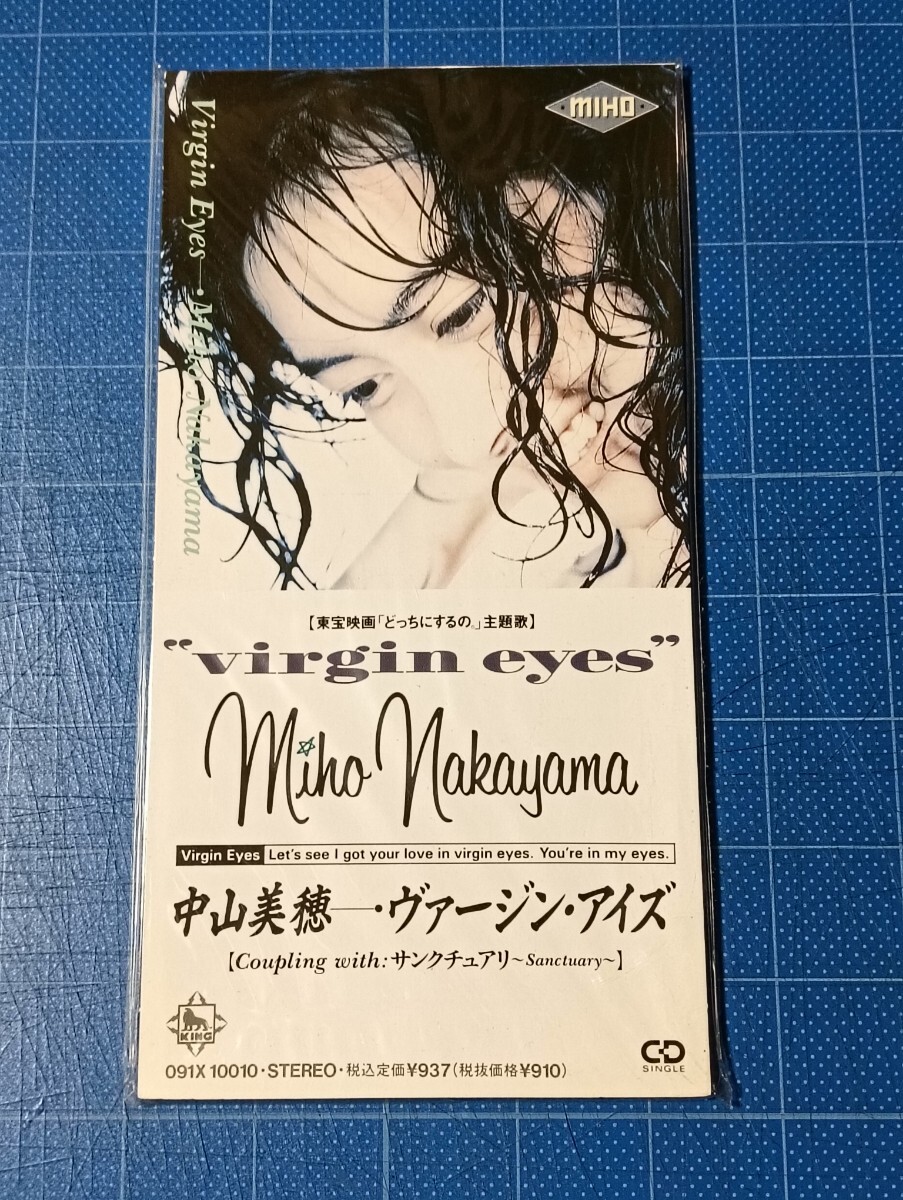 MIHO
Virgin Eyes—・Miho Nakayama
【東宝映画「どっちにするの。」主題歌】
“virgin eyes”
Miho Nakayama
Virgin Eyes Let's see I got your love in virgin eyes. You're in my eyes.
中山美穂—・ヴァージン・アイズ
【Coupling with:サンクチュアリ～Sanctuary～】
KING
CD
SINGLE
091X 10010・STEREO・税込定価¥937(税抜価格¥910)